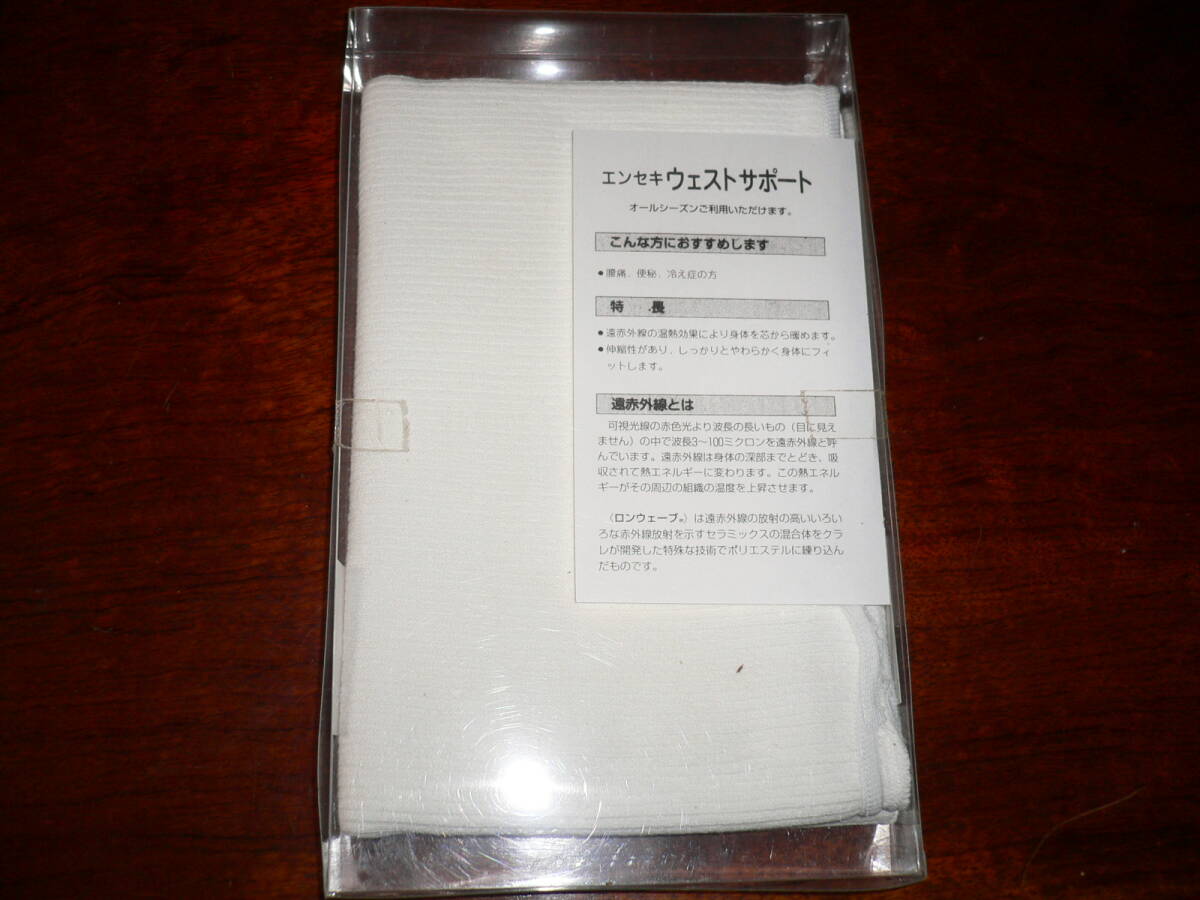 エンセキ ウェストサポート
オールシーズンご利用いただけます。
こんな方におすすめします
●腰痛．便秘．冷え症の方
特 長
●遠赤外線の温熱効果により身体を芯から暖めます。
●伸縮性があり．しっかりとやわらかく身体にフィ
ットします。
遠赤外線とは
可視光線の赤色光より波長の長いもの（目に見え
ません）の中で波長3〜100ミクロンを遠赤外線と呼
んでいます。遠赤外線は身体の深部までとどき、吸
収されて熱エネルギーに変わります。この熱エネル
ギーがその周辺の組織の温度を上昇させます。
〈ロンウェーブ®〉は遠赤外線の放射の高いいろい
ろな赤外線放射を示すセラミックスの混合体をクラ
レが開発した特殊な技術でポリエステルに練り込ん
だものです。